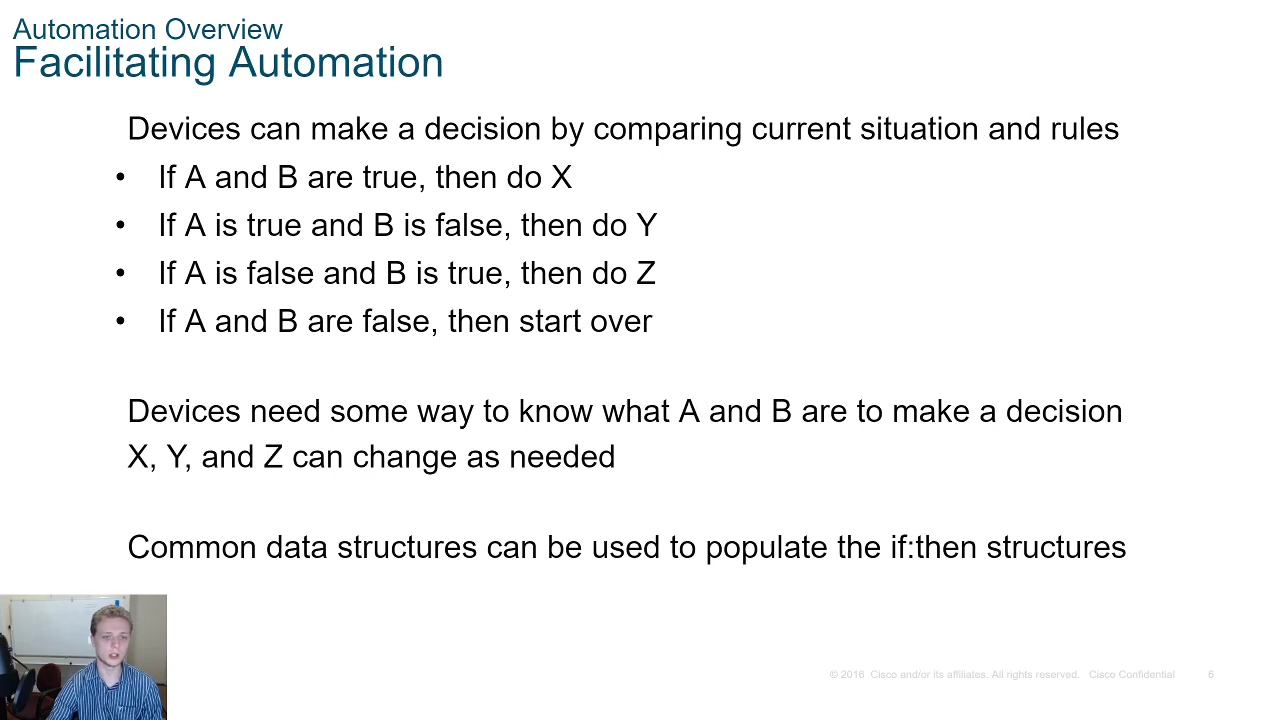 Automation Overview
Facilitating Automation
Devices can make a decision by comparing current situation and rules
• If A and B are true, then do X
• If A is true and B is false, then do Y
• If A is false and B is true, then do Z
• If A and B are false, then start over
Devices need some way to know what A and B are to make a decision
X, Y, and Z can change as needed
Common data structures can be used to populate the if:then structures
© 2016 Cisco and/or its affiliates. All rights reserved. Cisco Confidential 6